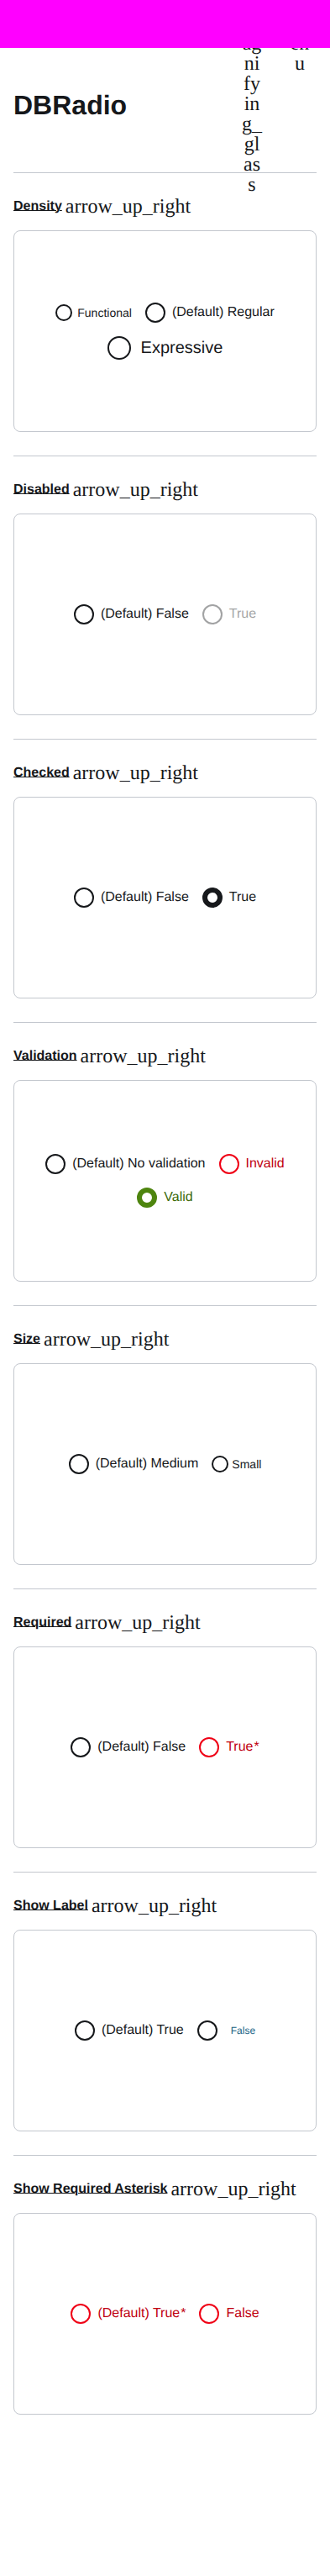 ni
u
fy
in
g_
gl
as
s
DBRadio
Density arrow_up_right
Functional (Default) Regular
Expressive
Disabled arrow_up_right
(Default) False True
Checked arrow_up_right
(Default) False True
Validation arrow_up_right
(Default) No validation Invalid
Valid
Size arrow_up_right
(Default) Medium Small
Required arrow_up_right
(Default) False True*
Show Label arrow_up_right
(Default) True False
Show Required Asterisk arrow_up_right
(Default) True* False